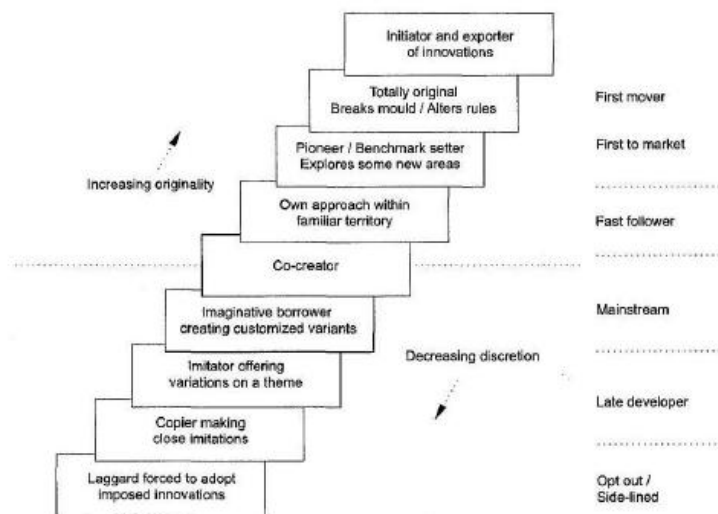 Initiator and exporter
of innovations
Totally original
Breaks mould / Alters rules
First mover
Pioneer / Benchmark setter
Explores some new areas
First to market
Increasing originality
Own approach within
familiar territory
Fast follower
Co-creator
Imaginative borrower
creating customized variants
Mainstream
Imitator offering
variations on a theme
Decreasing discretion
Copier making
close imitations
Late developer
Laggard forced to adopt
imposed innovations
Opt out /
Side-lined